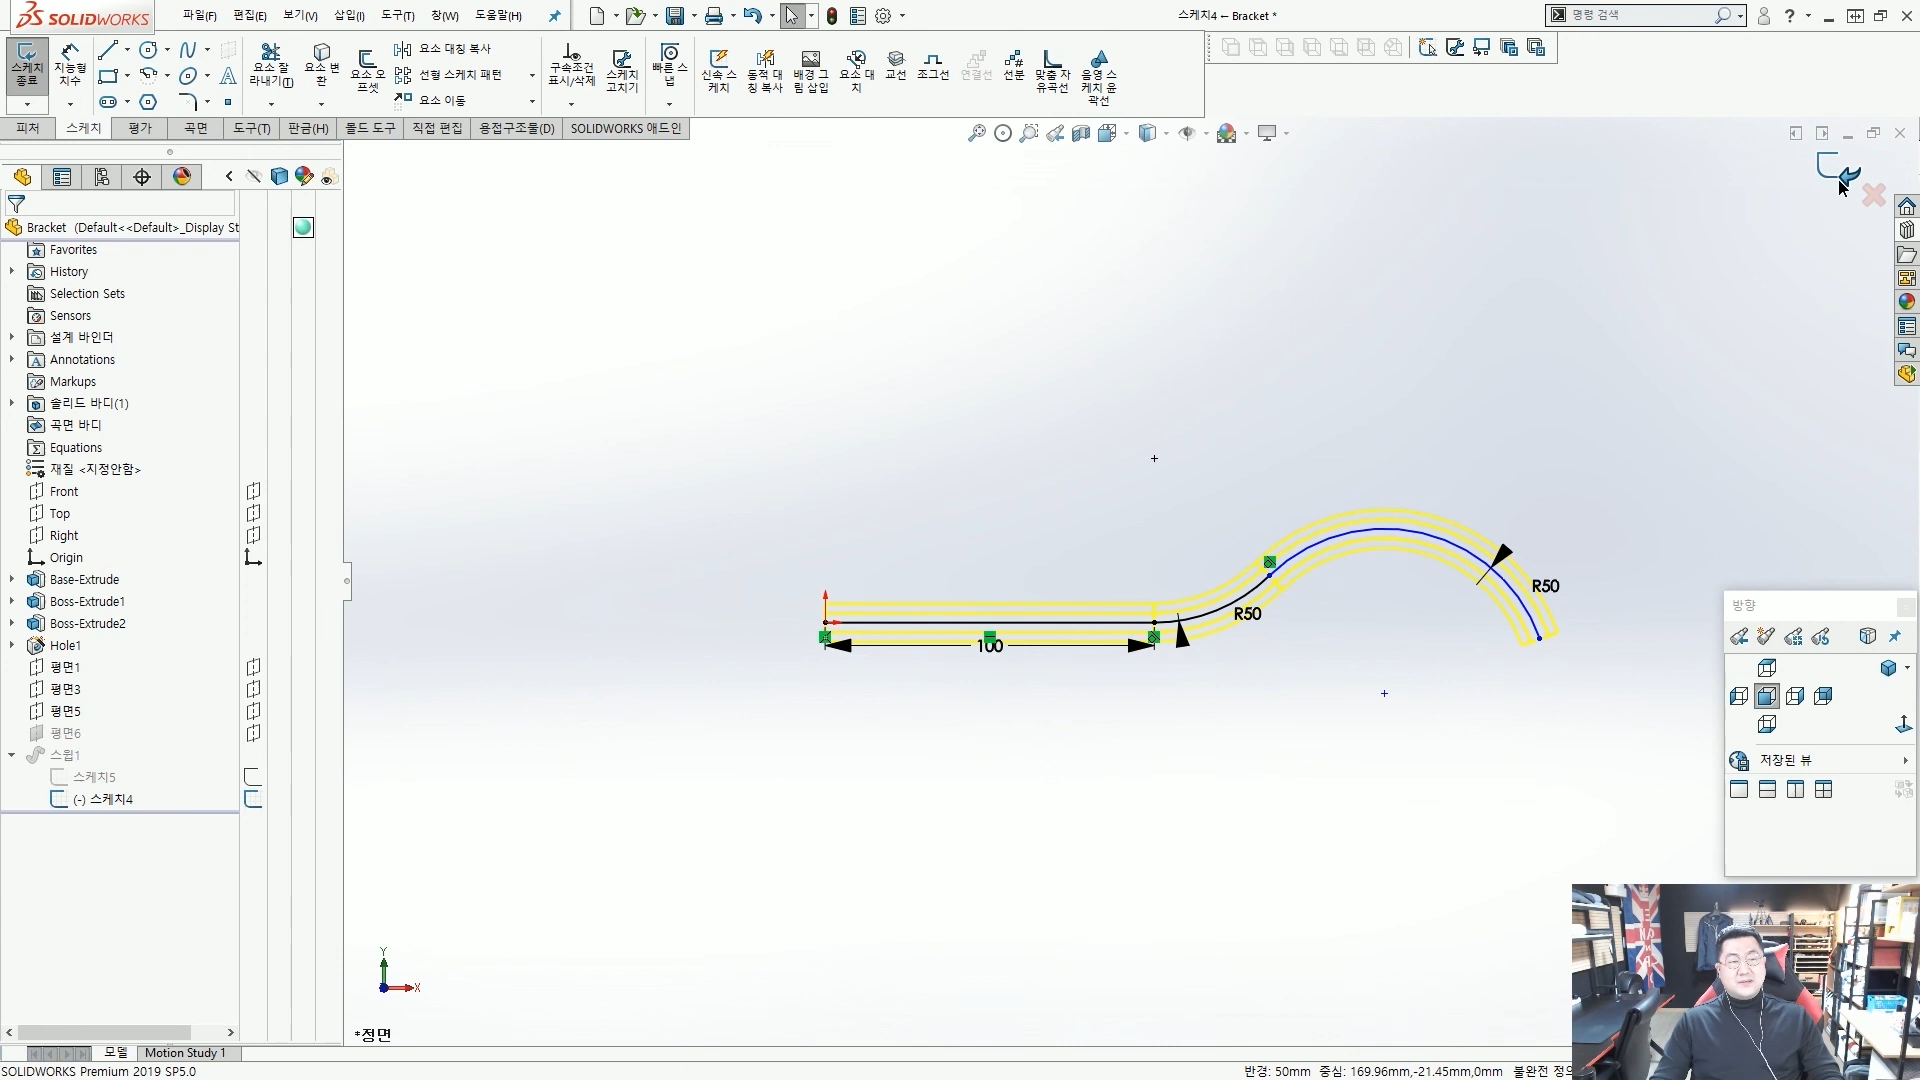 SOLIDWORKS
파일(F) 편집(E) 보기(V) 삽입(I) 도구(T) 창(W) 도움말(H)
스케치4 ← Bracket *
명령 검색
스케치 종료
지능형 치수
요소 잘라내기(T)
요소 변환
요소 오프셋
요소 대칭 복사
선형 스케치 패턴
요소 이동
구속조건 표시/삭제
스케치 고치기
빠른 스냅
신속 스케치
동적 대칭 복사
배경 그림 삽입
요소 대치
교선
조그선
연결선
선분
맞춤 자유곡선
음영 스케치 윤곽선
피처 스케치 평가 곡면 도구(T) 판금(H) 몰드 도구 직접 편집 용접구조물(D) SOLIDWORKS 애드인
Bracket (Default<<Default>_Display St
Favorites
History
Selection Sets
Sensors
설계 바인더
Annotations
Markups
솔리드 바디(1)
곡면 바디
Equations
재질 <지정안함>
Front
Top
Right
Origin
Base-Extrude
Boss-Extrude1
Boss-Extrude2
Hole1
평면1
평면3
평면5
평면6
스윕1
스케치5
(-) 스케치4
R50
R50
100
방향
저장된 뷰
Y
X
*정면
모델 Motion Study 1
SOLIDWORKS Premium 2019 SP5.0
반경: 50mm 중심: 169.96mm,-21.45mm,0mm 불완전 정의